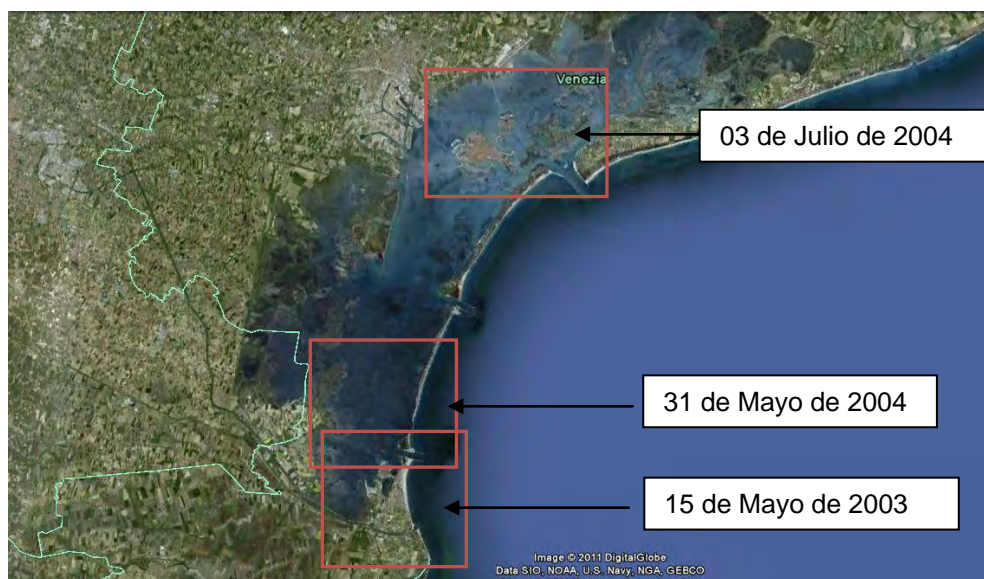 Venezia
03 de Julio de 2004
31 de Mayo de 2004
15 de Mayo de 2003
Image © 2011 DigitalGlobe
Data SIO, NOAA, U.S. Navy, NGA, GEBCO